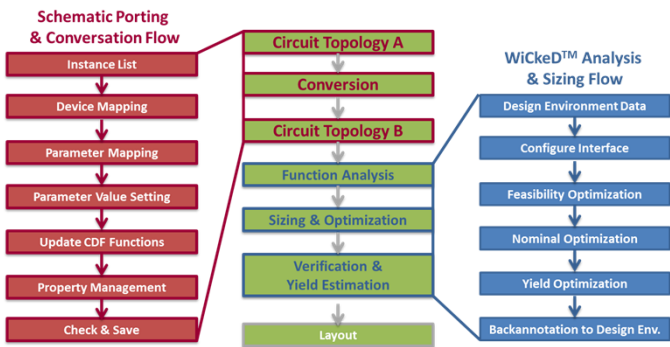 Schematic Porting
& Conversation Flow
Instance List
Device Mapping
Parameter Mapping
Parameter Value Setting
Update CDF Functions
Property Management
Check & Save
Circuit Topology A
Conversion
Circuit Topology B
Function Analysis
Sizing & Optimization
Verification &
Yield Estimation
Layout
WiCkeD™ Analysis
& Sizing Flow
Design Environment Data
Configure Interface
Feasibility Optimization
Nominal Optimization
Yield Optimization
Backannotation to Design Env.